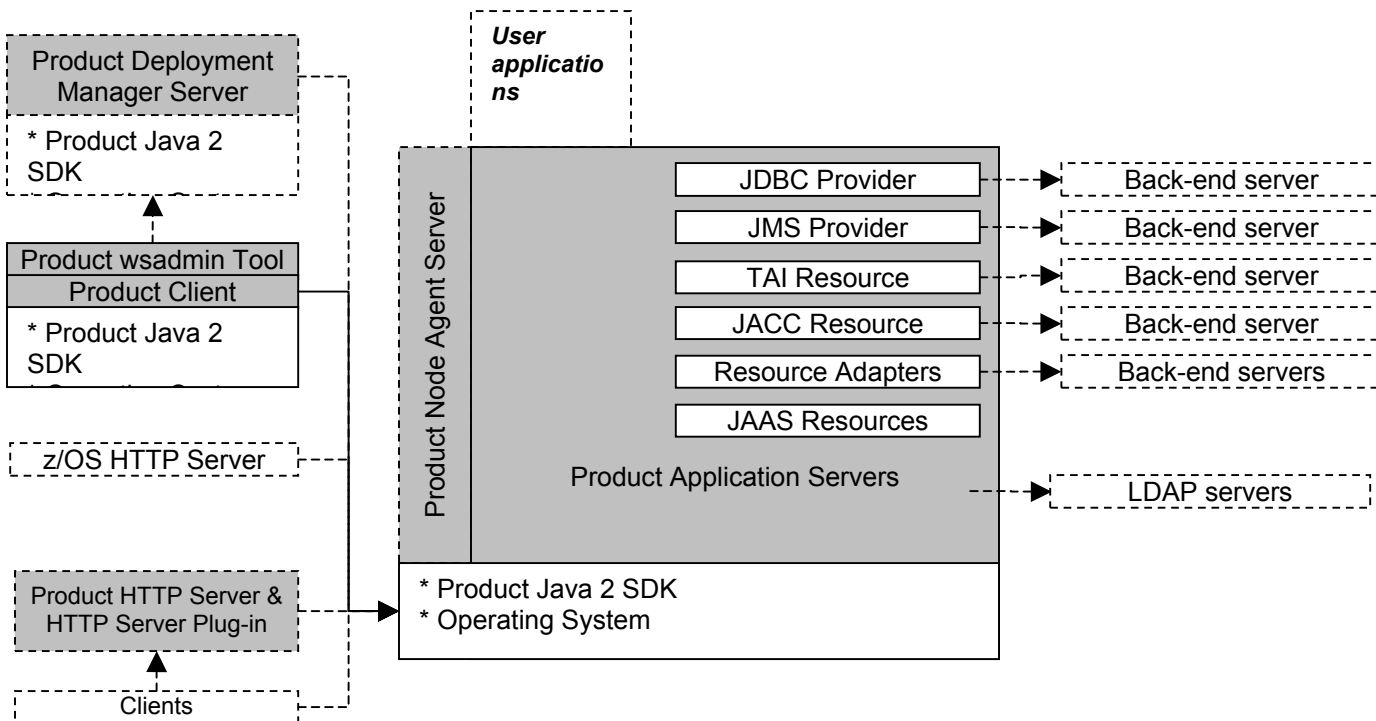 Product Deployment
Manager Server
* Product Java 2
SDK
Product wsadmin Tool
Product Client
* Product Java 2
SDK
z/OS HTTP Server
Product HTTP Server &
HTTP Server Plug-in
Clients
User
applicatio
ns
Product Node Agent Server
JDBC Provider
JMS Provider
TAI Resource
JACC Resource
Resource Adapters
JAAS Resources
Product Application Servers
* Product Java 2 SDK
* Operating System
Back-end server
Back-end server
Back-end server
Back-end server
Back-end servers
LDAP servers